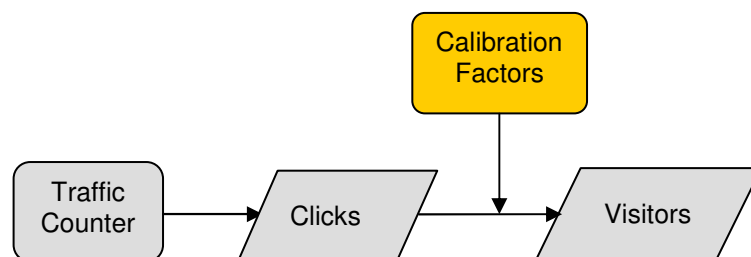 Calibration
Factors
Traffic
Counter
Clicks
Visitors